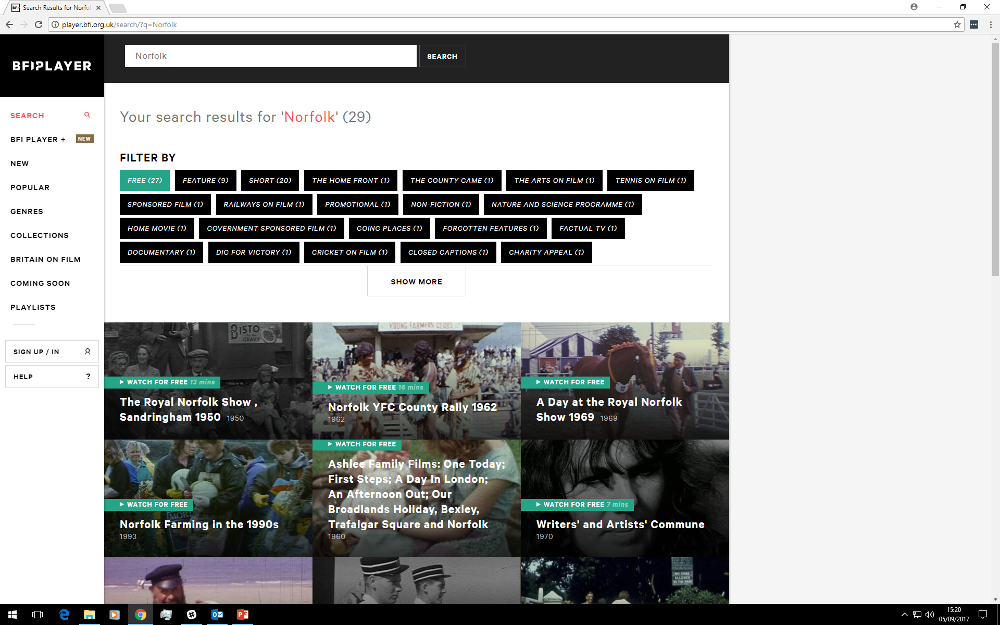 BFI Search Results for Norfol
player.bfi.org.uk/search/?q=Norfolk
BFI PLAYER
Norfolk
SEARCH
SEARCH
BFI PLAYER + NEW
NEW
POPULAR
GENRES
COLLECTIONS
BRITAIN ON FILM
COMING SOON
PLAYLISTS
SIGN UP / IN
HELP ?
Your search results for 'Norfolk' (29)
FILTER BY
FREE (27) FEATURE (9) SHORT (20) THE HOME FRONT (1) THE COUNTY GAME (1) THE ARTS ON FILM (1) TENNIS ON FILM (1)
SPONSORED FILM (1) RAILWAYS ON FILM (1) PROMOTIONAL (1) NON-FICTION (1) NATURE AND SCIENCE PROGRAMME (1)
HOME MOVIE (1) GOVERNMENT SPONSORED FILM (1) GOING PLACES (1) FORGOTTEN FEATURES (1) FACTUAL TV (1)
DOCUMENTARY (1) DIG FOR VICTORY (1) CRICKET ON FILM (1) CLOSED CAPTIONS (1) CHARITY APPEAL (1)
SHOW MORE
BISTO
GRAVY
WATCH FOR FREE 13 mins
The Royal Norfolk Show ,
Sandringham 1950 1950
YOUNG FARMERS CLUBS
WATCH FOR FREE 16 mins
Norfolk YFC County Rally 1962
1962
WATCH FOR FREE
A Day at the Royal Norfolk
Show 1969 1969
WATCH FOR FREE
Norfolk Farming in the 1990s
1993
WATCH FOR FREE
Ashlee Family Films: One Today;
First Steps; A Day In London;
An Afternoon Out; Our
Broadlands Holiday, Bexley,
Trafalgar Square and Norfolk
1960
WATCH FOR FREE 7 mins
Writers' and Artists' Commune
1970
NO CARS
ALLOWED
IN THE PARK
15:20
05/09/2017